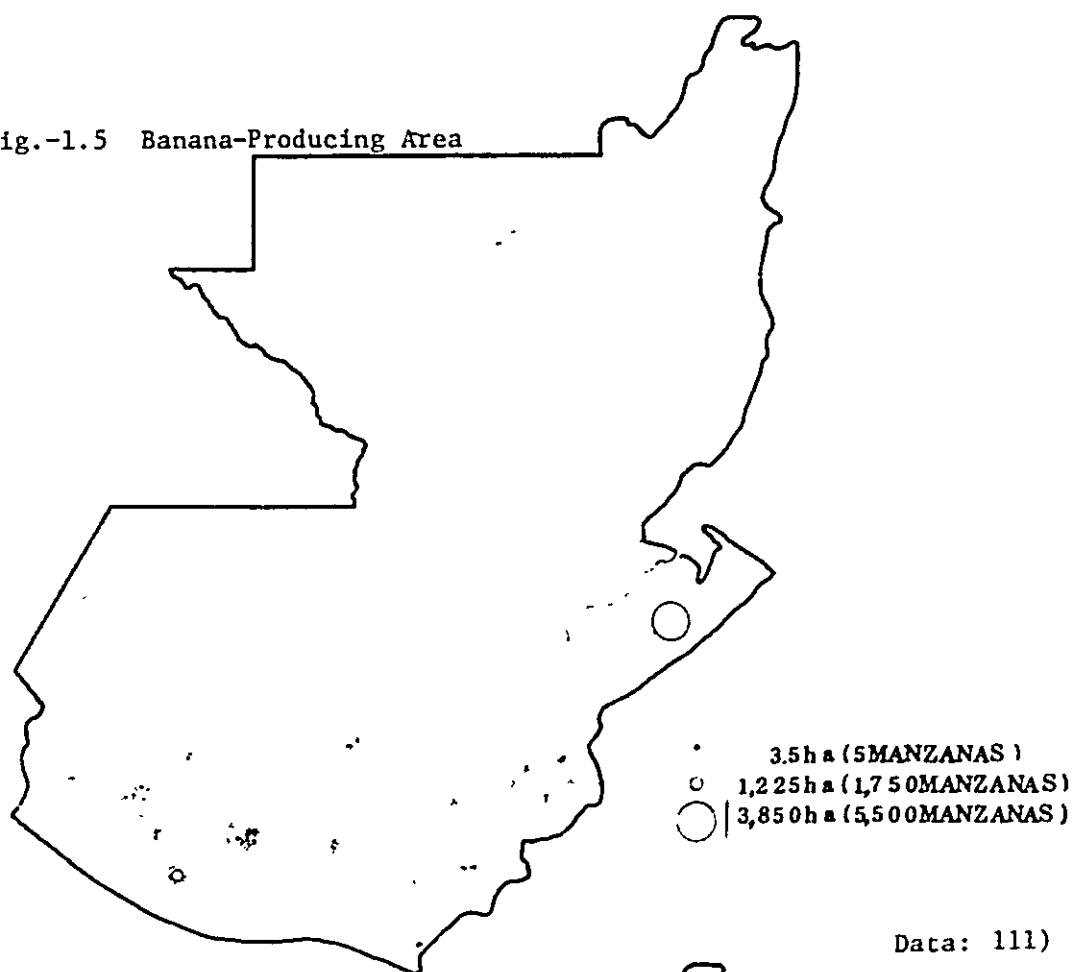 ig.-1.5 Banana-Producing Area
3.5ha (5MANZANAS)
1,225ha (1,750MANZANAS)
3,850ha (5,500MANZANAS)
Data: 111)